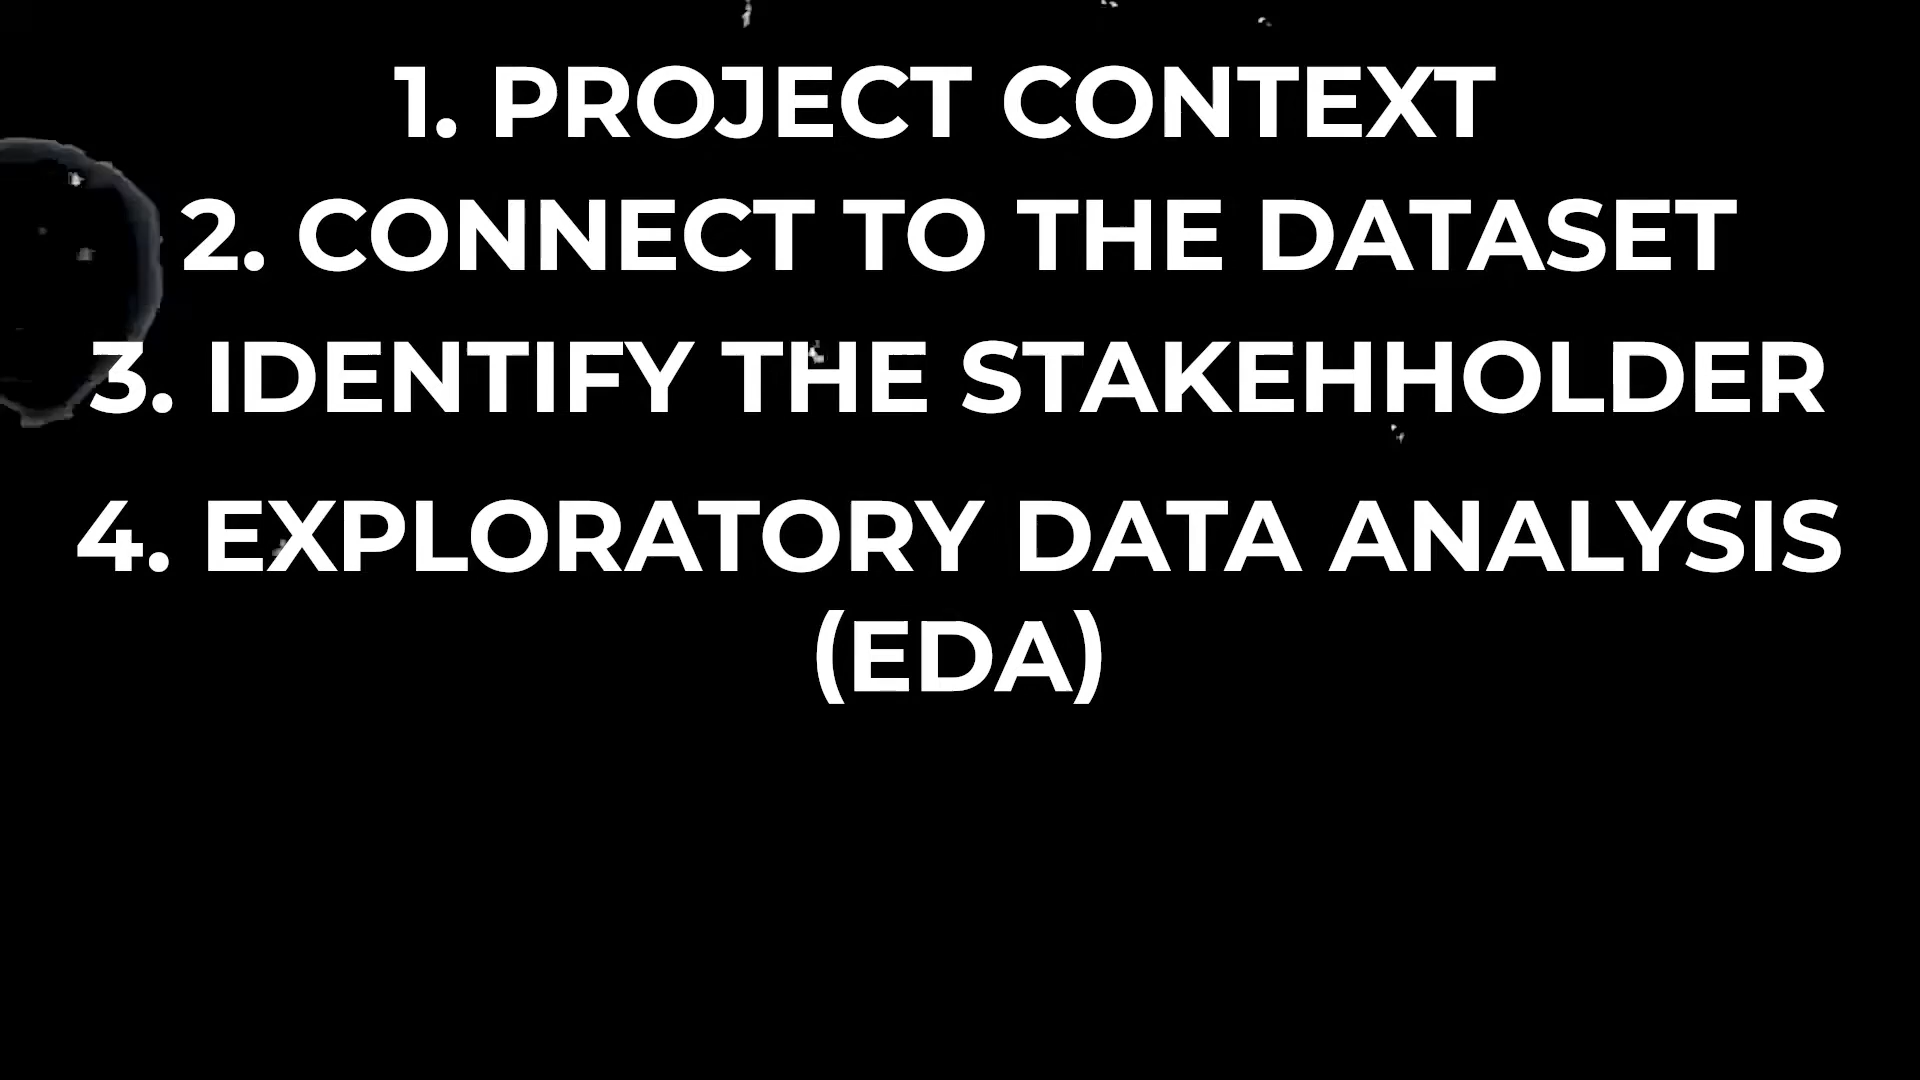 1. PROJECT CONTEXT
2. CONNECT TO THE DATASET
3. IDENTIFY THE STAKEHHOLDER
4. EXPLORATORY DATA ANALYSIS
(EDA)